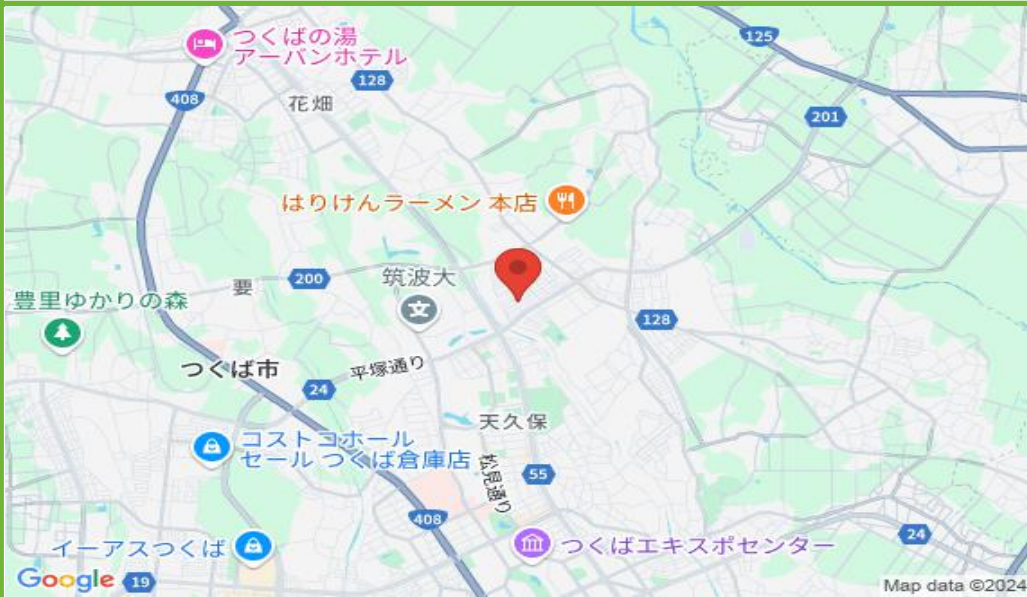 つくばの湯
アーバンホテル
125
128
408
花畑
201
はりけんラーメン 本店
筑波大
200
要
豊里ゆかりの森
文
128
つくば市
平塚通り
24
天久保
コストコホール
セール つくば倉庫店
松見通り
55
408
イーアスつくば
つくばエキスポセンター
24
Google
19
Map data ©2024